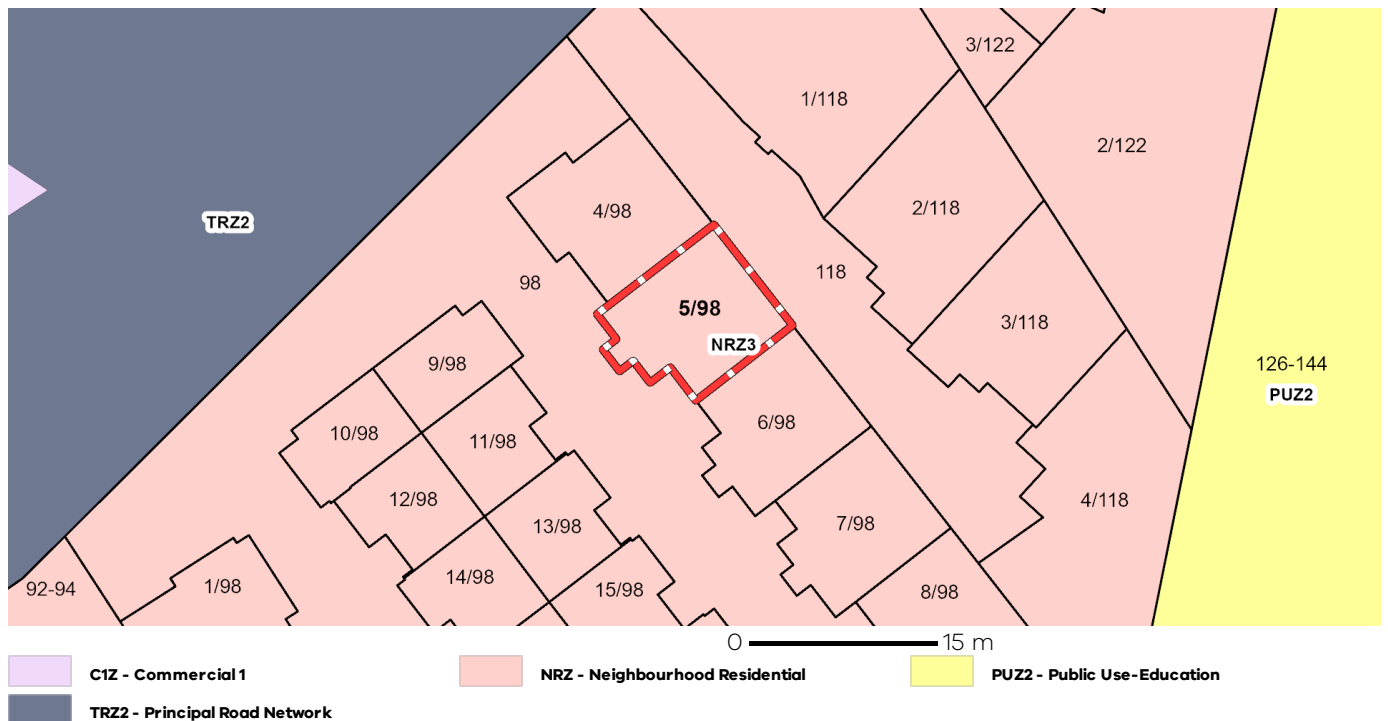 3/122
1/118
2/122
2/118
4/98
TRZ2
118
98
5/98
3/118
NRZ3
9/98
126-144
PUZ2
6/98
10/98
11/98
12/98
4/118
7/98
13/98
14/98
15/98
92-94
1/98
8/98
0 15 m
C1Z - Commercial 1
NRZ - Neighbourhood Residential
PUZ2 - Public Use-Education
TRZ2 - Principal Road Network